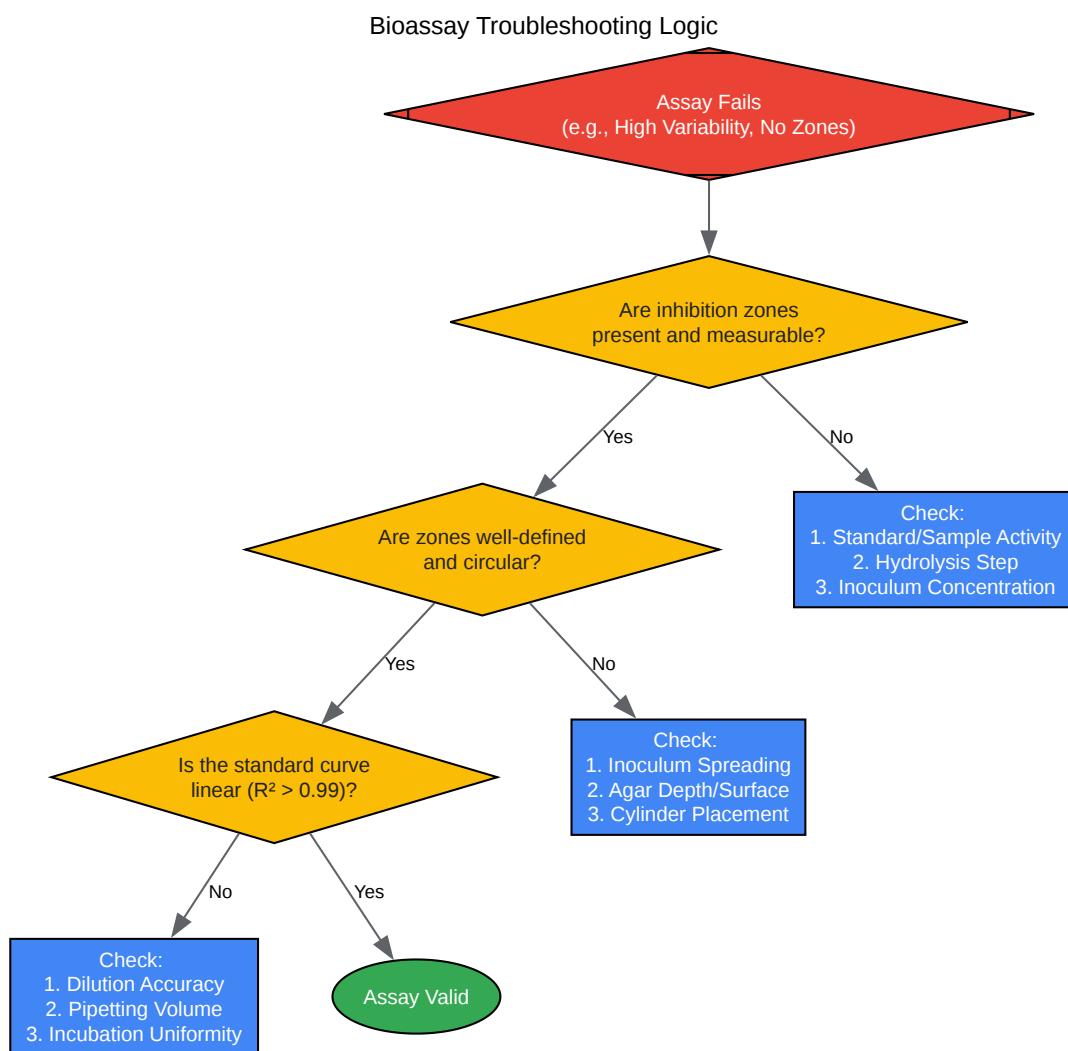 Bioassay Troubleshooting Logic
Assay Fails
(e.g., High Variability, No Zones)
Are inhibition zones
present and measurable?
Yes
No
Are zones well-defined
and circular?
Check:
1. Standard/Sample Activity
2. Hydrolysis Step
3. Inoculum Concentration
Yes
No
Is the standard curve
linear (R² > 0.99)?
Check:
1. Inoculum Spreading
2. Agar Depth/Surface
3. Cylinder Placement
No
Yes
Check:
1. Dilution Accuracy
2. Pipetting Volume
3. Incubation Uniformity
Assay Valid